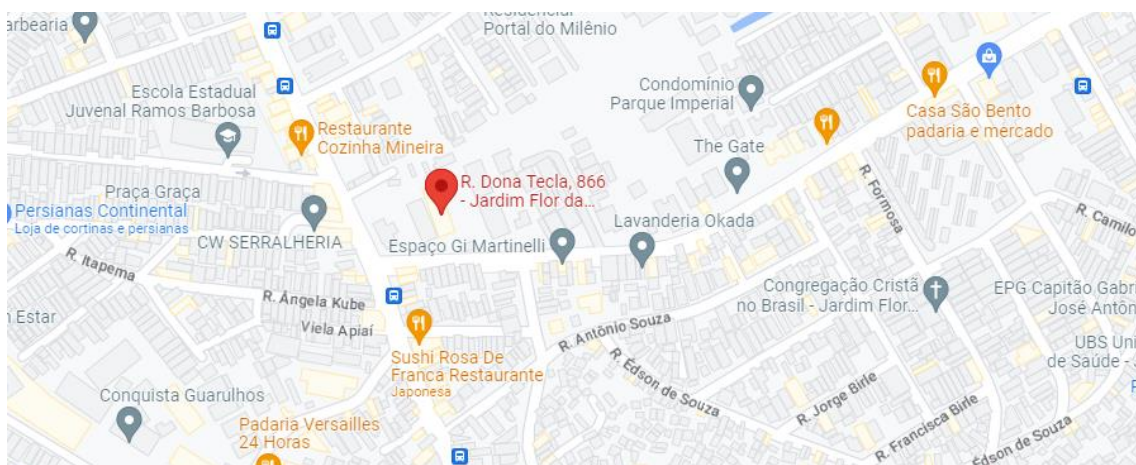 arbearia
Residencial
Portal do Milênio
Escola Estadual
Juvenal Ramos Barbosa
Condomínio
Parque Imperial
Casa São Bento
padaria e mercado
Restaurante
Cozinha Mineira
The Gate
R. Formosa
Praça Graça
R. Dona Tecla, 866
- Jardim Flor da...
Persianas Continental
Loja de cortinas e persianas
CW SERRALHERIA
Espaço Gi Martinelli
Lavanderia Okada
R. Camilo
R. Itapema
R. Ângela Kube
Viela Apiaí
Congregação Cristã
no Brasil - Jardim Flor...
EPG Capitão Gabri
José Antôn
Estar
R. Antônio Souza
UBS Uni
de Saúde -
Sushi Rosa De
Franca Restaurante
Japonesa
R. Édson de Souza
R. Jorge Birle
R. Francisca Birle
Édson de Souza
Conquista Guarulhos
Padaria Versailles
24 Horas